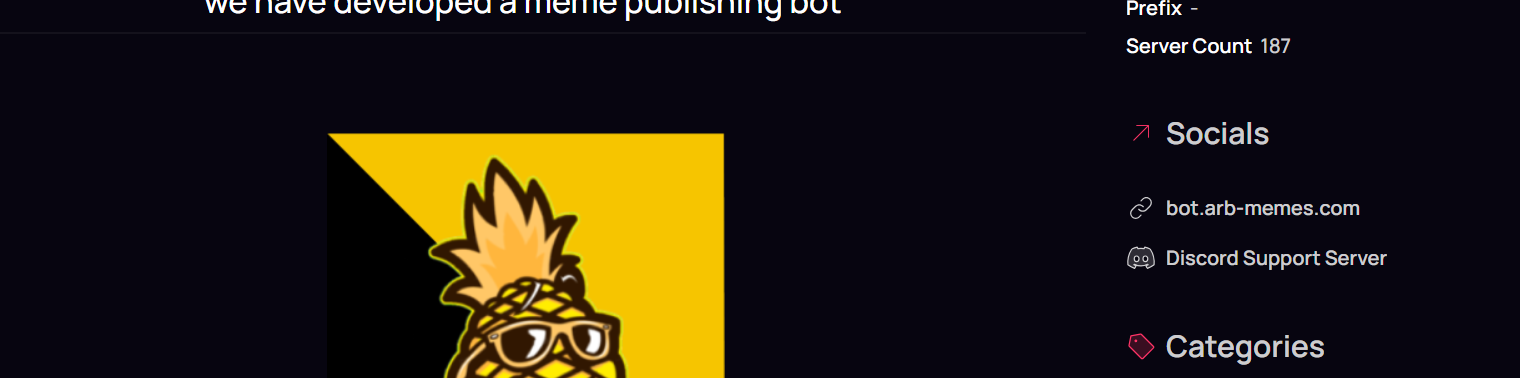 we have developed a meme publishing bot
Prefix -
Server Count 187
Socials
bot.arb-memes.com
Discord Support Server
Categories